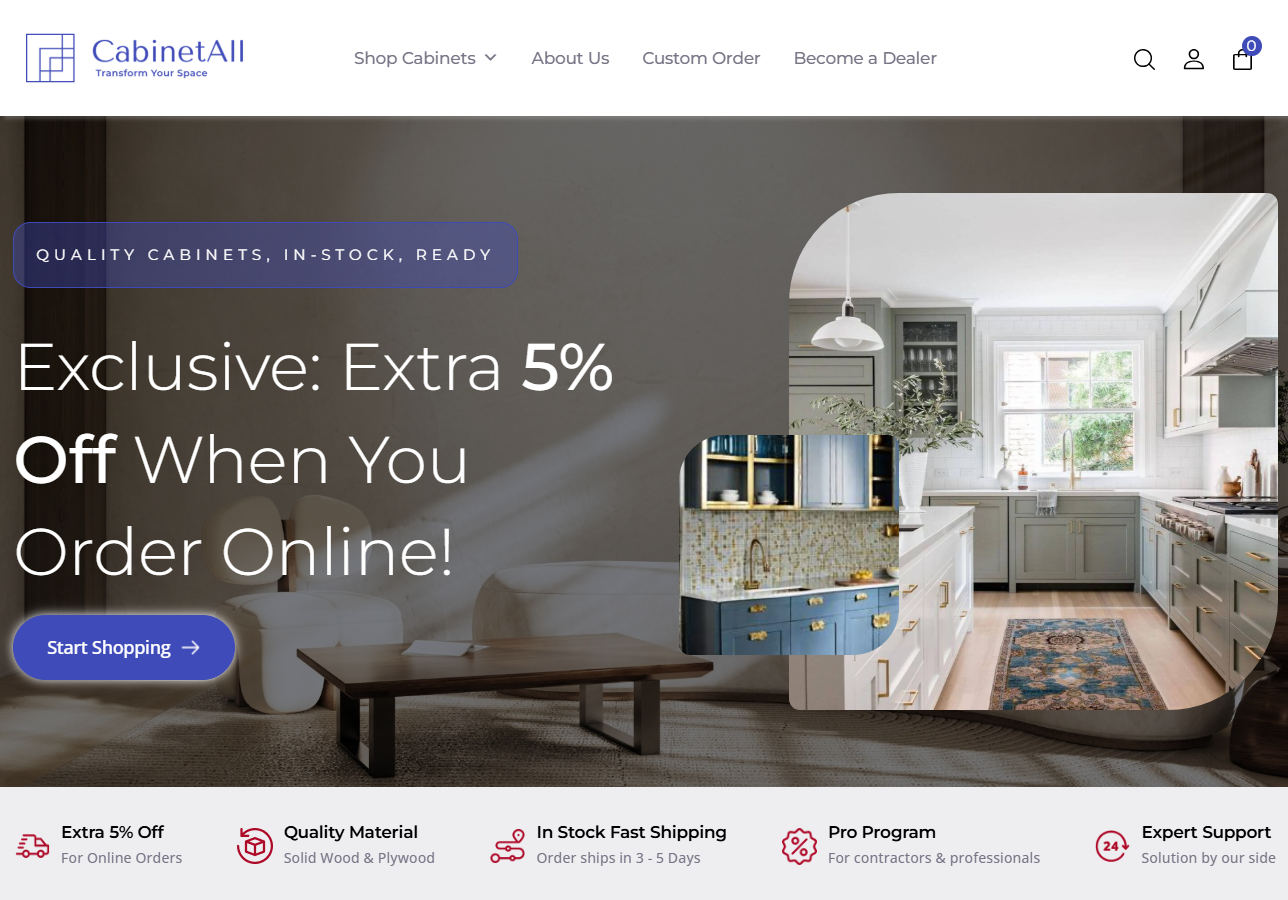 CabinetAll
Transform Your Space
Shop Cabinets
About Us
Custom Order
Become a Dealer
0
QUALITY CABINETS, IN-STOCK, READY
Exclusive: Extra 5%
Off When You
Order Online!
Start Shopping
Extra 5% Off
For Online Orders
Quality Material
Solid Wood & Plywood
In Stock Fast Shipping
Order ships in 3 - 5 Days
Pro Program
For contractors & professionals
24
Expert Support
Solution by our side